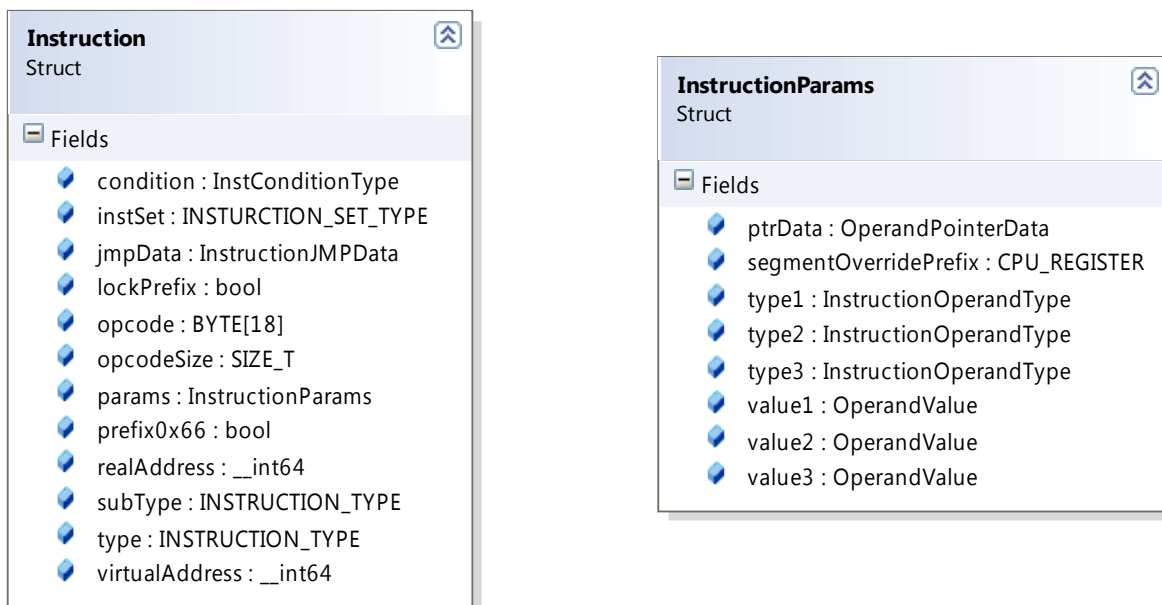 Instruction
Struct
Fields
condition : InstConditionType
instSet : INSTURCTION_SET_TYPE
jmpData : InstructionJMPData
lockPrefix : bool
opcode : BYTE[18]
opcodeSize : SIZE_T
params : InstructionParams
prefix0x66 : bool
realAddress : __int64
subType : INSTRUCTION_TYPE
type : INSTRUCTION_TYPE
virtualAddress : __int64
InstructionParams
Struct
Fields
ptrData : OperandPointerData
segmentOverridePrefix : CPU_REGISTER
type1 : InstructionOperandType
type2 : InstructionOperandType
type3 : InstructionOperandType
value1 : OperandValue
value2 : OperandValue
value3 : OperandValue